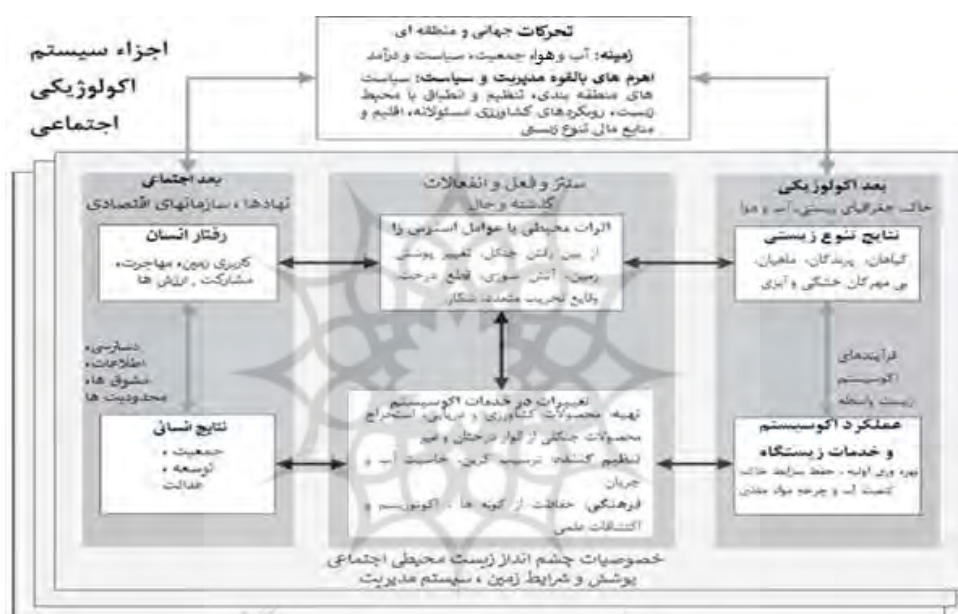 اجزاء سیستم
اکولوژیکی
اجتماعی
تحرکات جهانی و منطقه ای
زمینه: آب و هوا، جمعیت، سیاست و درآمد
اهرم های بالقوه مدیریت و سیاست: سیاست
های منطقه بندی، تنظیم و انطباق با محیط
زیست، رویکردهای کشاورزی مسئولانه، اقلیم و
منابع مالی تنوع زیستی
بعد اکولوژیکی
خاک، جغرافیای زیستی، آب و هوا
نتایج تنوع زیستی
گیاهان، پرندگان، ماهیان،
بی مهرگان خشکی و آبزی
فرآیندهای
اکوسیستم
زیست واسطه
عملکرد اکوسیستم
و خدمات زیستگاه
بهره وری اولیه ، حفظ شرایط خاک،
کیفیت آب و چرخه مواد مغذی
سنتز و فعل و انفعالات
گذشته و حال
اثرات محیطی یا عوامل استرس زا
از بین رفتن جنگل، تغییر پوشش
زمین، آتش سوزی، قطع درخت،
وقایع تخریب متعدد، شکار
تغییرات در خدمات اکوسیستم
تهیه: محصولات کشاورزی و دریایی، استخراج
محصولات جنگلی از الوار درختان و غیر
تنظیم کننده: ترسیب کربن، خاصیت آب و
جریان
فرهنگی: حفاظت از گونه ها ، اکوتوریسم و
اکتشافات علمی
بعد اجتماعی
نهادها ، سازمانهای اقتصادی
رفتار انسان
کاربری زمین، مهاجرت،
مشارکت , ارزش ها
دسترسی،
اطلاعات،
مشوق ها،
محدودیت ها
نتایج انسانی
جمعیت ،
توسعه ،
عدالت
خصوصیات چشم انداز زیست محیطی اجتماعی
پوشش و شرایط زمین ، سیستم مدیریت